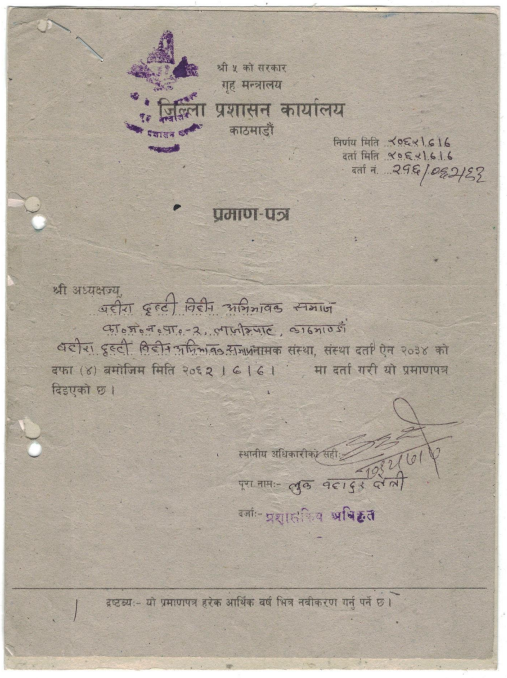 श्री ५ को सरकार
गृह मन्त्रालय
जिल्ला प्रशासन कार्यालय
काठमाडौं
निर्णय मिति २०६२।६।६
दर्ता मिति २०६२।६।६
दर्ता नं. २१६/०६२/६३
प्रमाण-पत्र
श्री अध्यक्षज्यू,
बहीरा दृष्टी विहीन अभिभावक समाज
का.म.न.पा.-२, लाजिम्पाट, काठमाण्डौं
बहीरा दृष्टी विहीन अभिभावक समाज नामक संस्था, संस्था दर्ता ऐन २०३४ को
दफा (४) बमोजिम मिति २०६२।६।६। मा दर्ता गरी यो प्रमाणपत्र
दिइएको छ।
स्थानीय अधिकारीको सही:-
पुरा नाम:- लुक बहादुर क्षेत्री
दर्जा:- प्रशासकिय अधिकृत
द्रष्टव्य:- यो प्रमाणपत्र हरेक आर्थिक वर्ष भित्र नवीकरण गर्नु पर्ने छ।